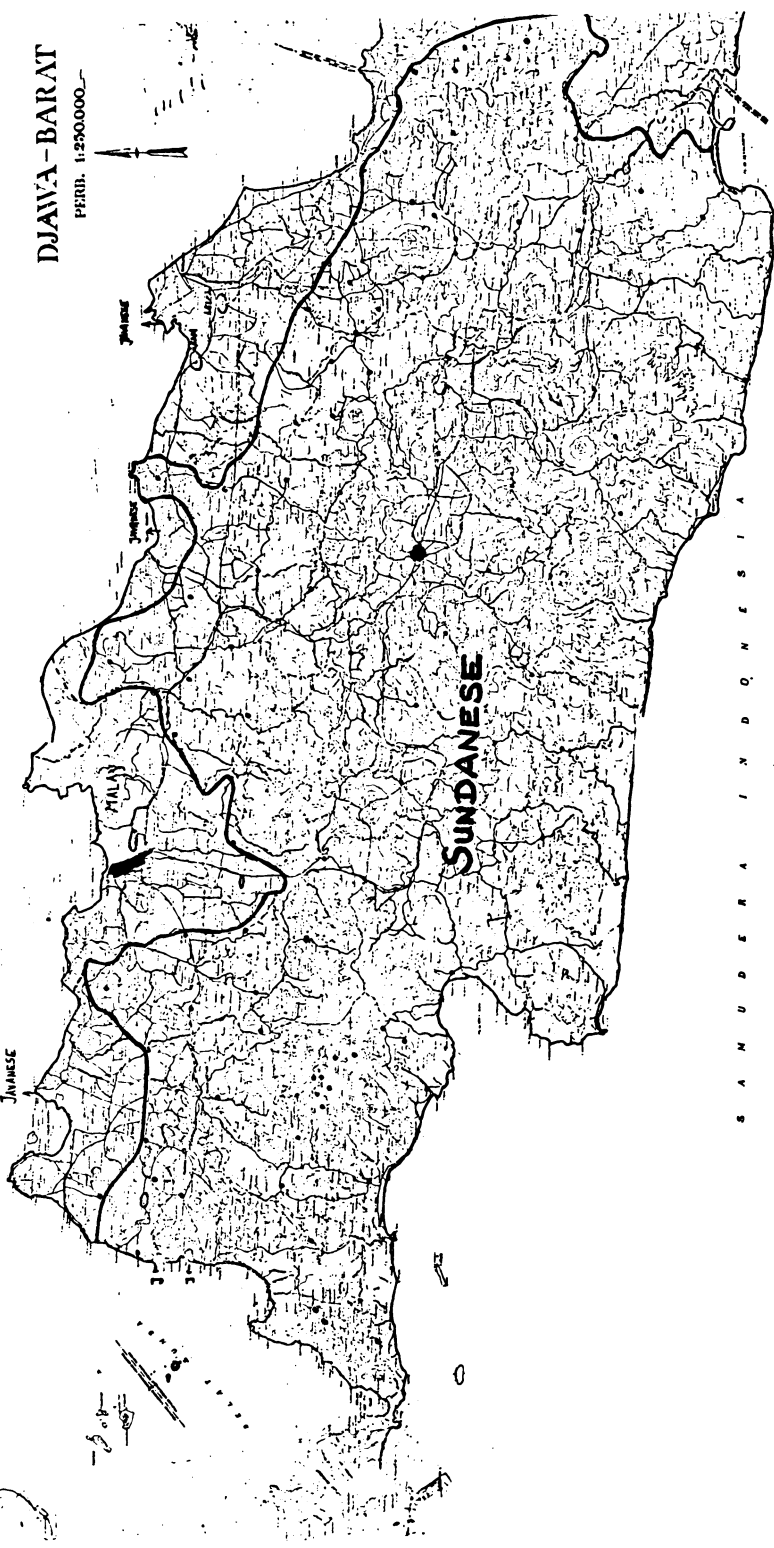 DJAWA-BARAT
PERB. 1:250.000
JAVANESE
MALAY
JAVANESE
JAVANESE
SUNDANESE
SAMUDERA INDONESIA